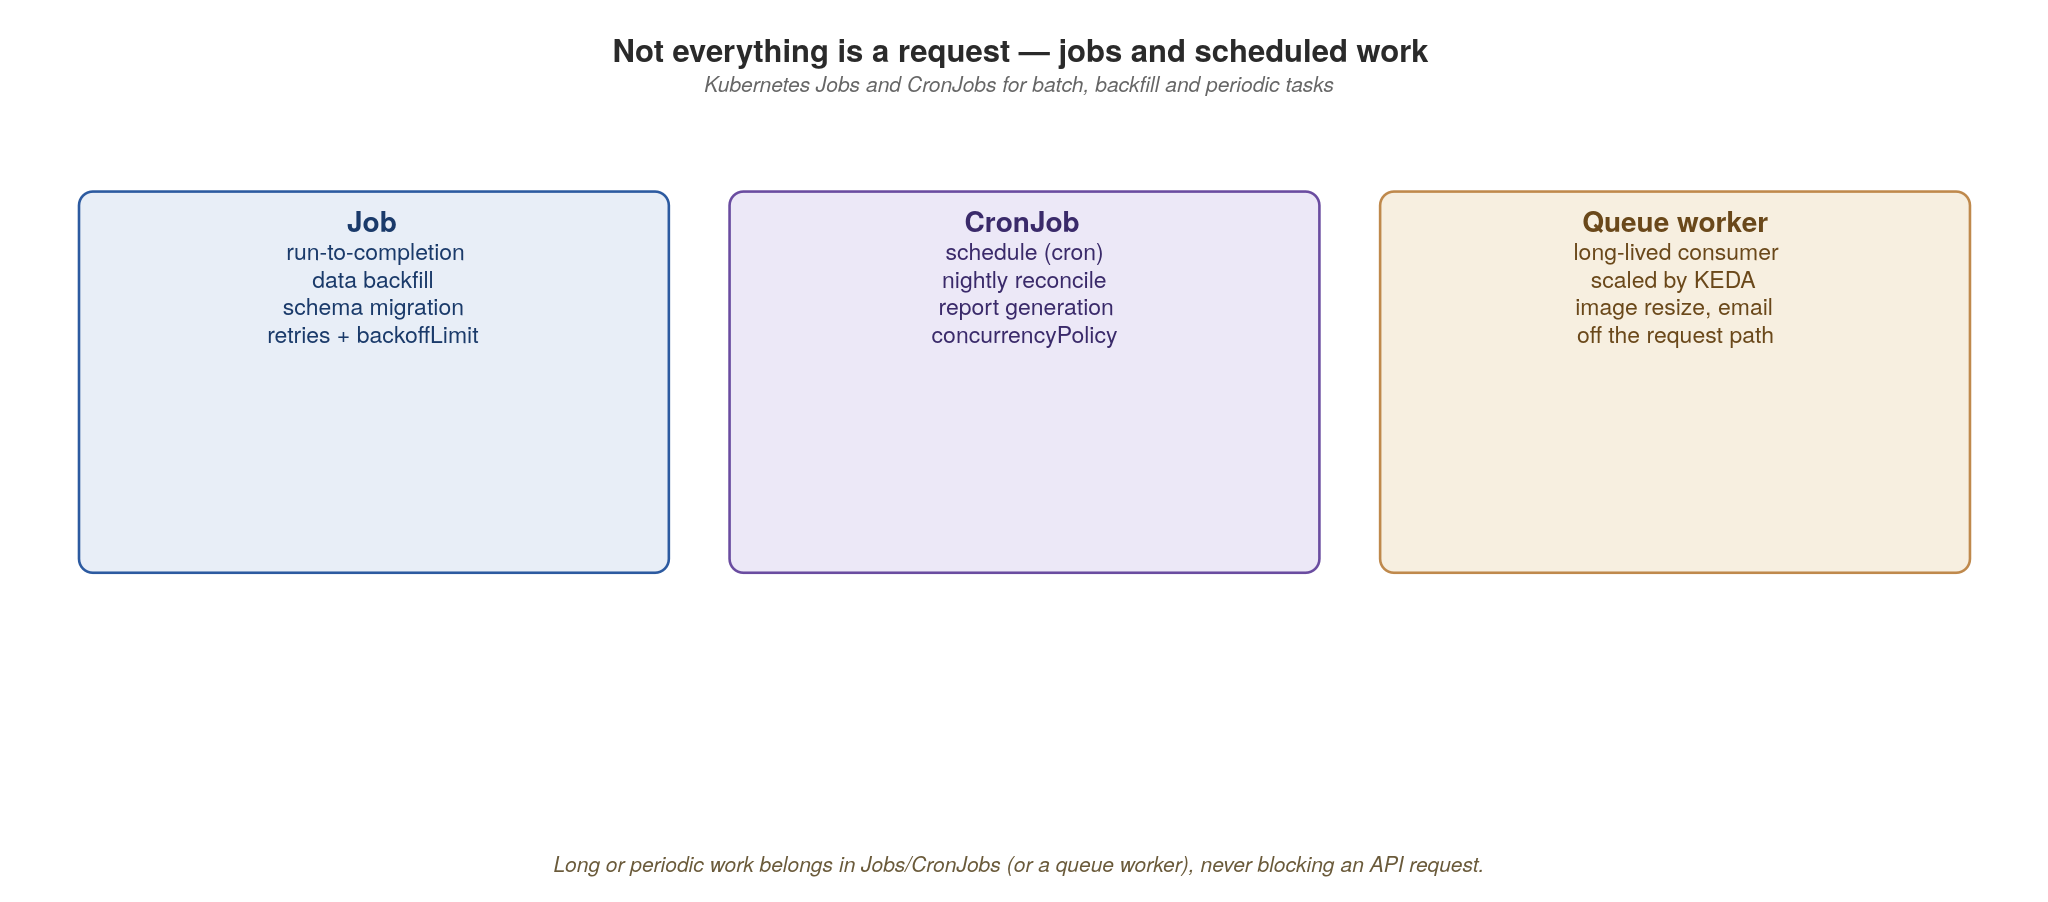 Not everything is a request — jobs and scheduled work
Kubernetes Jobs and CronJobs for batch, backfill and periodic tasks
Job
run-to-completion
data backfill
schema migration
retries + backoffLimit
CronJob
schedule (cron)
nightly reconcile
report generation
concurrencyPolicy
Queue worker
long-lived consumer
scaled by KEDA
image resize, email
off the request path
Long or periodic work belongs in Jobs/CronJobs (or a queue worker), never blocking an API request.